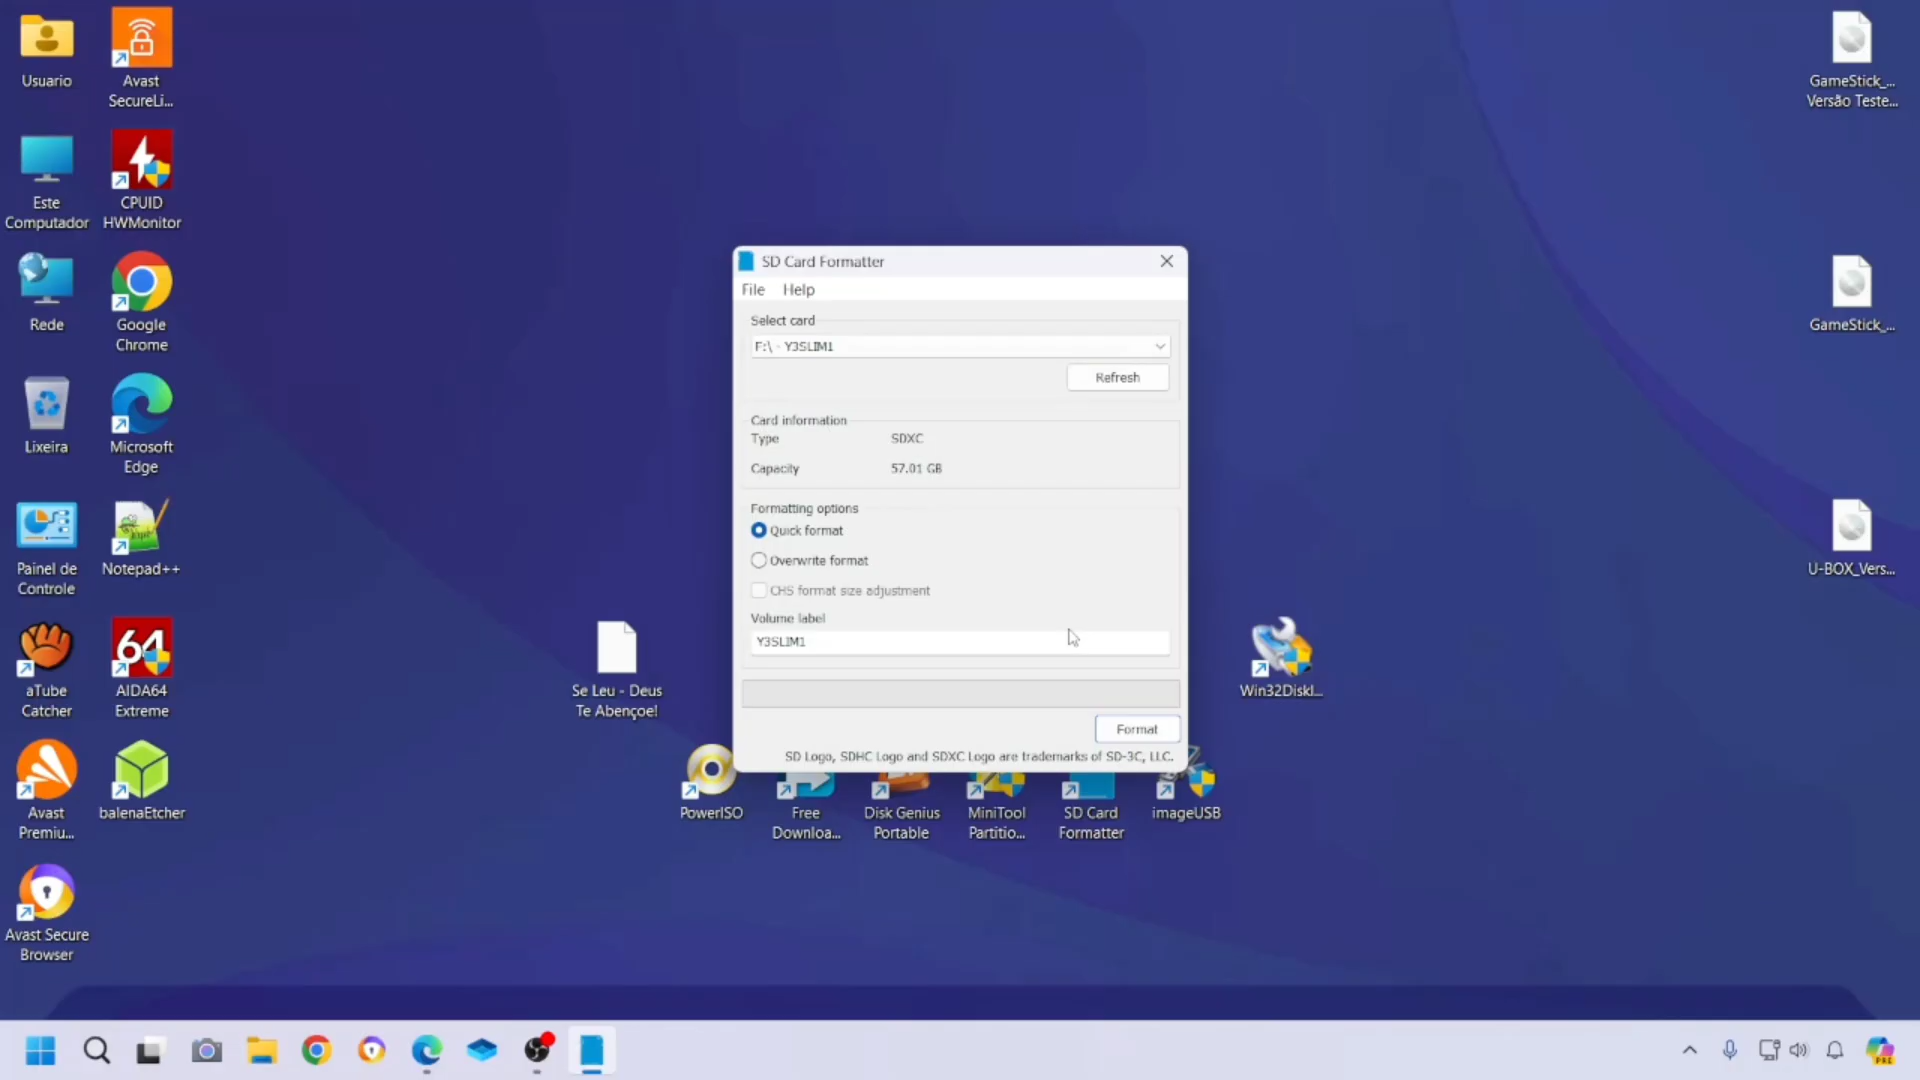 Usuario
Avast
SecureLi...
Este
Computador
CPUID
HWMonitor
Rede
Google
Chrome
Lixeira
Microsoft
Edge
Painel de
Controle
Notepad++
aTube
Catcher
64
AIDA64
Extreme
Avast
Premiu...
balenaEtcher
Avast Secure
Browser
SD Card Formatter
File Help
Select card
F:\ - Y3SLIM1
Refresh
Card information
Type SDXC
Capacity 57.01 GB
Formatting options
Quick format
Overwrite format
CHS format size adjustment
Volume label
Y3SLIM1
Format
SD Logo, SDHC Logo and SDXC Logo are trademarks of SD-3C, LLC.
Se Leu - Deus
Te Abençoe!
Win32DiskI...
PowerISO
Free
Downloa...
Disk Genius
Portable
MiniTool
Partitio...
SD Card
Formatter
imageUSB
GameStick_...
Versão Teste...
GameStick_...
U-BOX_Vers...
PRE